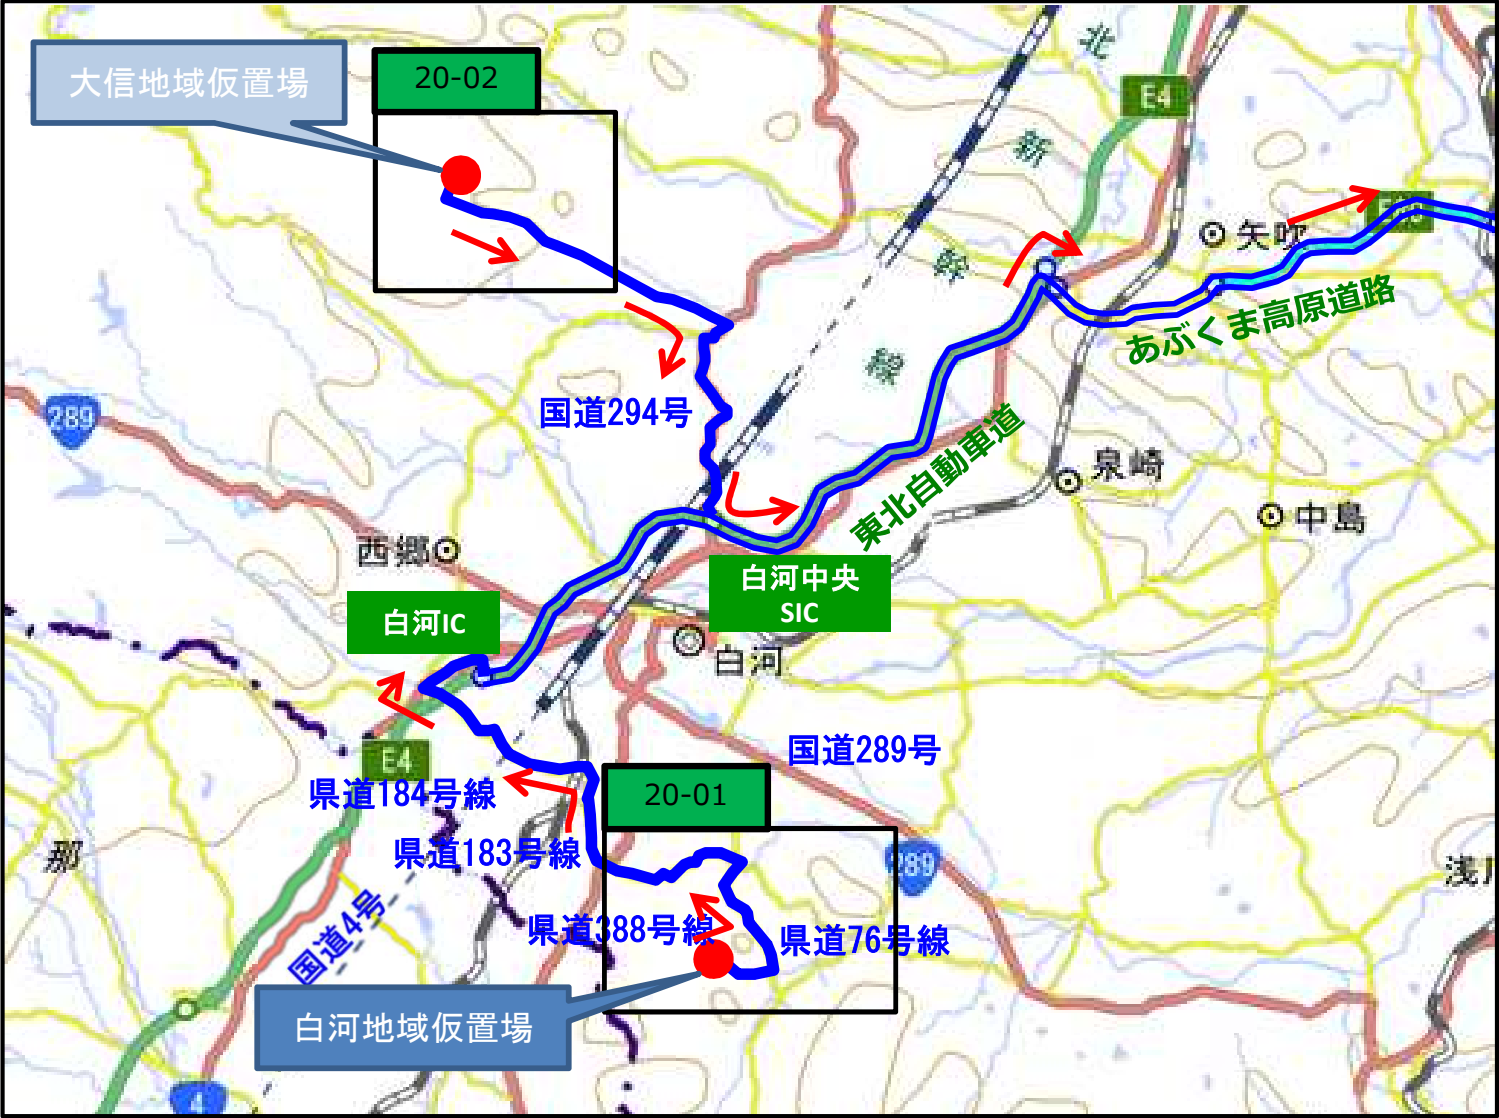 大信地域仮置場
20-02
北
E4
新
矢吹
幹
あぶくま高原道路
線
289
国道294号
東北自動車道
泉崎
中島
西郷
白河中央
SIC
白河IC
白河
国道289号
E4
県道184号線
20-01
県道183号線
那
289
浅川
県道388号線
県道76号線
国道4号
白河地域仮置場
4